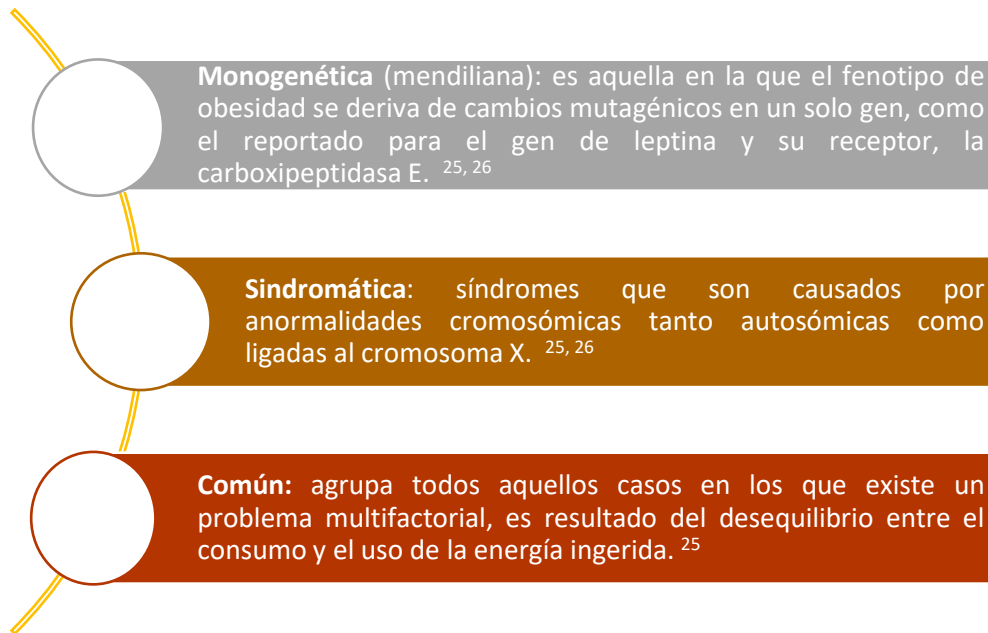 Monogenética (mendiliana): es aquella en la que el fenotipo de
obesidad se deriva de cambios mutagénicos en un solo gen, como
el reportado para el gen de leptina y su receptor, la
carboxipeptidasa E. 25, 26
Sindromática: síndromes que son causados por
anormalidades cromosómicas tanto autosómicas como
ligadas al cromosoma X. 25, 26
Común: agrupa todos aquellos casos en los que existe un
problema multifactorial, es resultado del desequilibrio entre el
consumo y el uso de la energía ingerida. 25